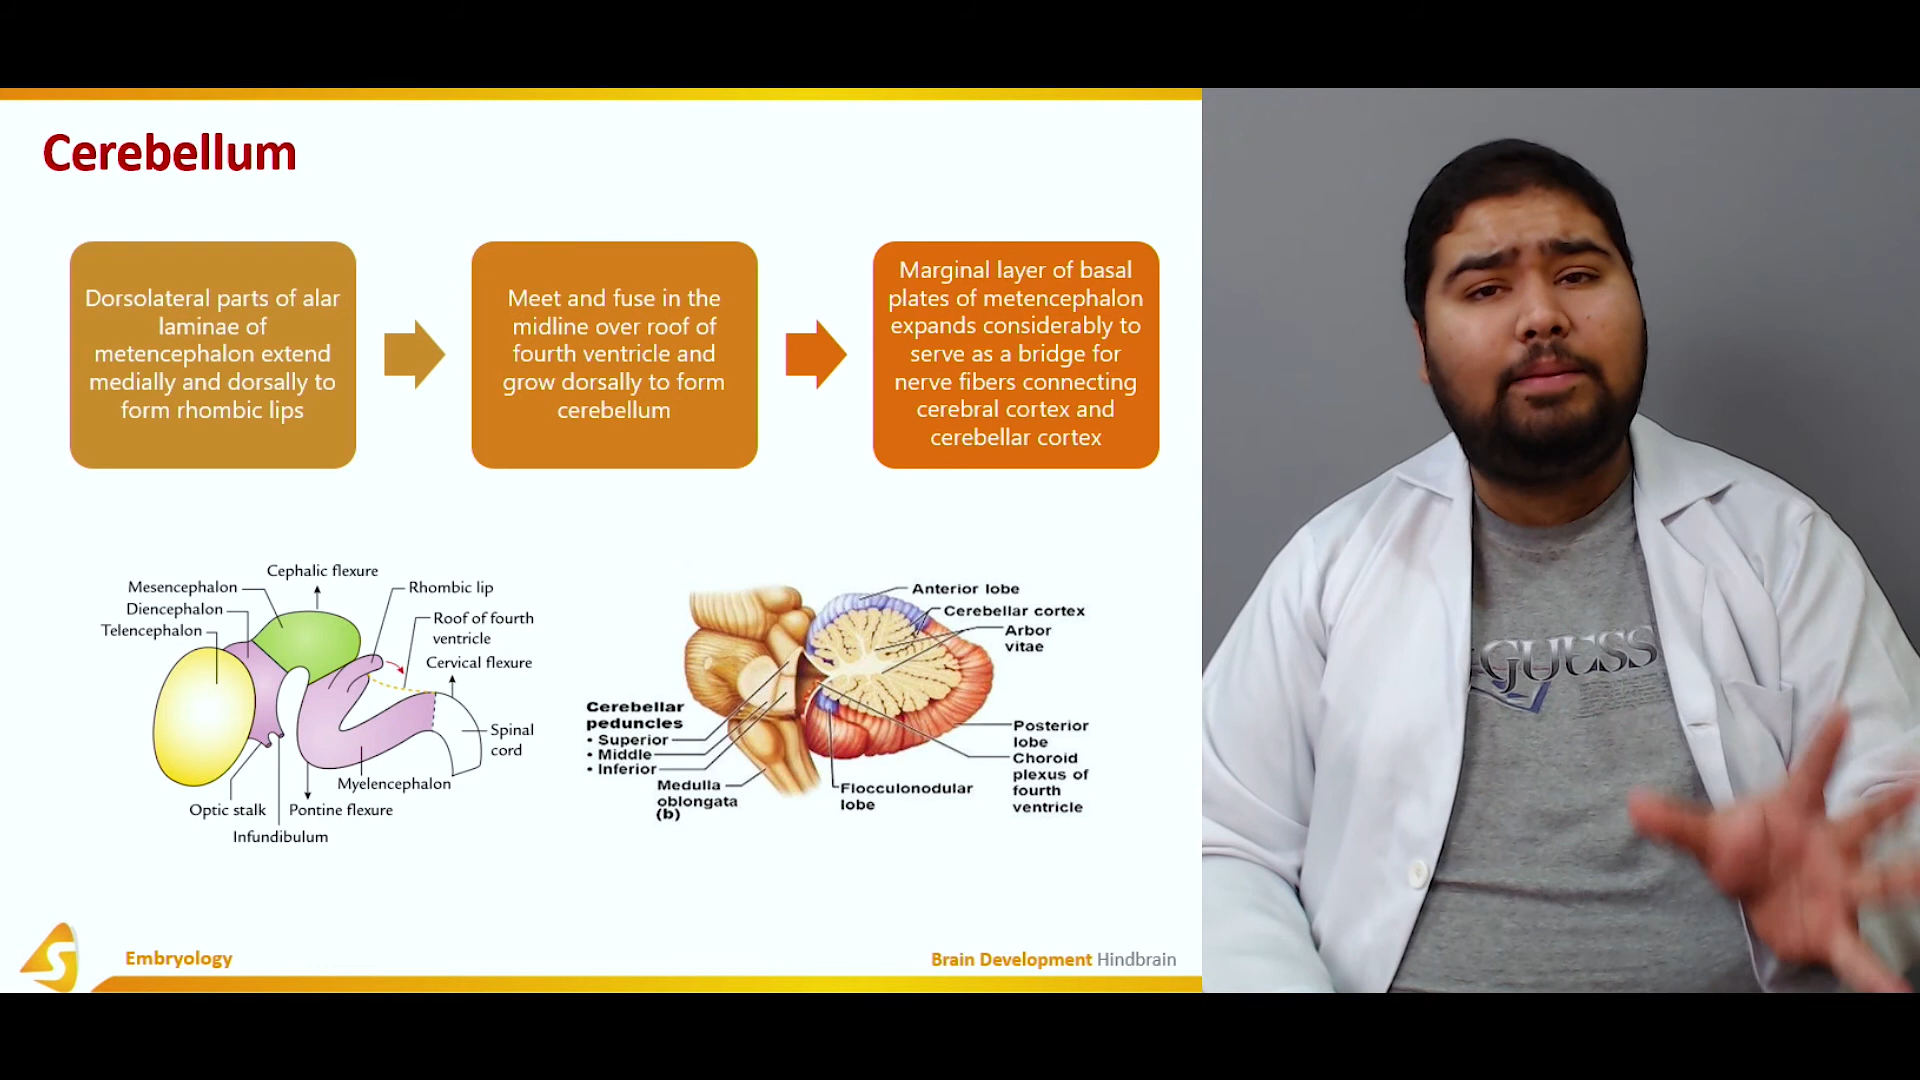 Cerebellum
Dorsolateral parts of alar
laminae of
metencephalon extend
medially and dorsally to
form rhombic lips
Meet and fuse in the
midline over roof of
fourth ventricle and
grow dorsally to form
cerebellum
Marginal layer of basal
plates of metencephalon
expands considerably to
serve as a bridge for
nerve fibers connecting
cerebral cortex and
cerebellar cortex
Cephalic flexure
Mesencephalon
Diencephalon
Telencephalon
Rhombic lip
Roof of fourth
ventricle
Cervical flexure
Spinal
cord
Myelencephalon
Optic stalk
Pontine flexure
Infundibulum
Anterior lobe
Cerebellar cortex
Arbor
vitae
Cerebellar
peduncles
• Superior
• Middle
• Inferior
Medulla
oblongata
(b)
Flocculonodular
lobe
Posterior
lobe
Choroid
plexus of
fourth
ventricle
GUESS
S
Embryology
Brain Development Hindbrain